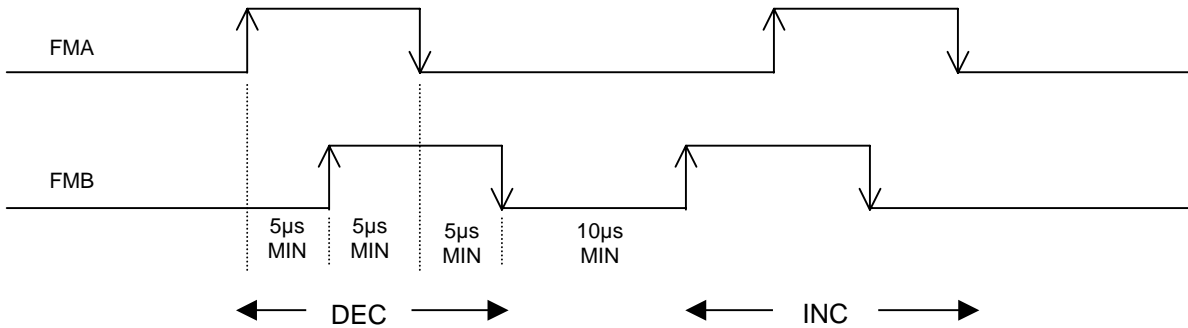 FMA
FMB
5µs 5µs 5µs 10µs
MIN MIN MIN MIN
DEC INC